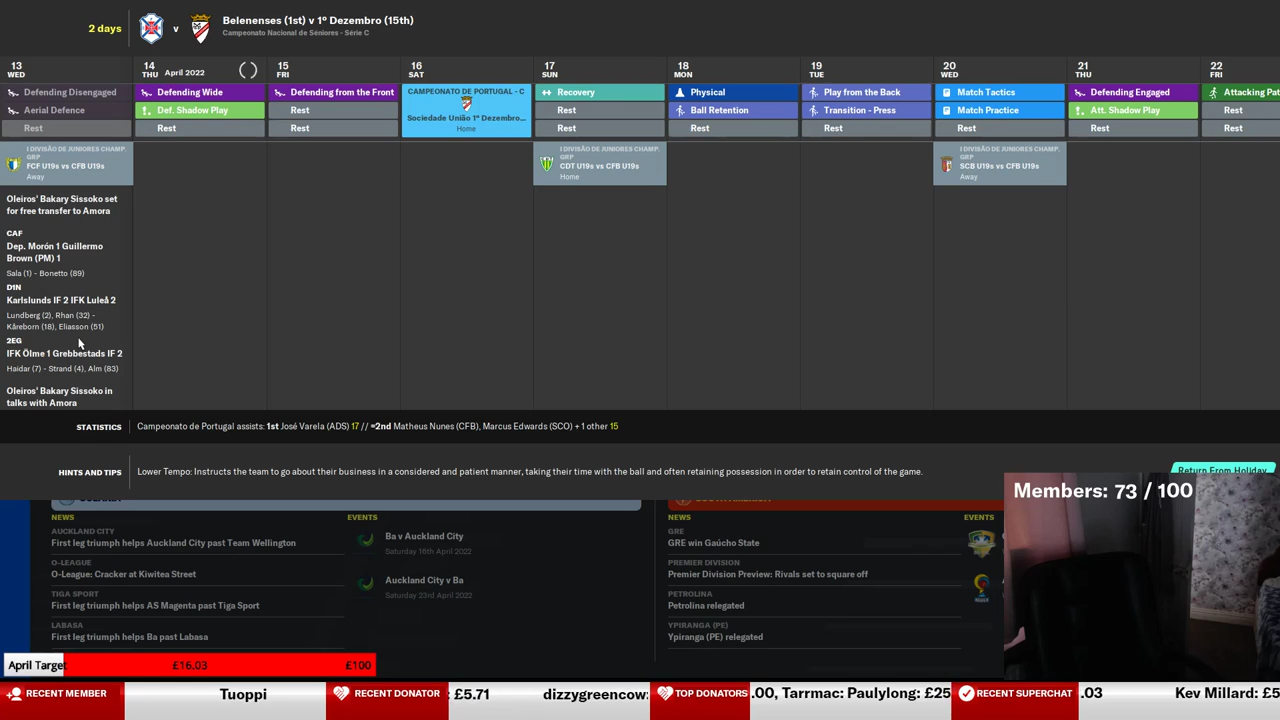 2 days
v
Belenenses (1st) v 1º Dezembro (15th)
Campeonato Nacional de Séniores - Série C
13 WED
14 THU April 2022
15 FRI
16 SAT
17 SUN
18 MON
19 TUE
20 WED
21 THU
22 FRI
Defending Disengaged
Aerial Defence
Rest
Defending Wide
Def. Shadow Play
Rest
Defending from the Front
Rest
Rest
CAMPEONATO DE PORTUGAL - C
Sociedade União 1º Dezembro...
Home
Recovery
Rest
Rest
Physical
Ball Retention
Rest
Play from the Back
Transition - Press
Rest
Match Tactics
Match Practice
Rest
Defending Engaged
Att. Shadow Play
Rest
Attacking Pat
Rest
Rest
I DIVISÃO DE JUNIORES CHAMP. GRP
FCF U19s vs CFB U19s
Away
I DIVISÃO DE JUNIORES CHAMP. GRP
CDT U19s vs CFB U19s
Home
I DIVISÃO DE JUNIORES CHAMP. GRP
SCB U19s vs CFB U19s
Away
Oleiros' Bakary Sissoko set
for free transfer to Amora
CAF
Dep. Morón 1 Guillermo
Brown (PM) 1
Sala (1) - Bonetto (89)
D1N
Karlslunds IF 2 IFK Luleå 2
Lundberg (2), Rhan (32) -
Kåreborn (18), Eliasson (51)
2EG
IFK Ölme 1 Grebbestads IF 2
Haidar (7) - Strand (4), Alm (83)
Oleiros' Bakary Sissoko in
talks with Amora
STATISTICS
Campeonato de Portugal assists: 1st José Varela (ADS) 17 // =2nd Matheus Nunes (CFB), Marcus Edwards (SCO) + 1 other 15
HINTS AND TIPS
Lower Tempo: Instructs the team to go about their business in a considered and patient manner, taking their time with the ball and often retaining possession in order to retain control of the game.
Return From Holiday
Members: 73 / 100
NEWS
AUCKLAND CITY
First leg triumph helps Auckland City past Team Wellington
O-LEAGUE
O-League: Cracker at Kiwitea Street
TIGA SPORT
First leg triumph helps AS Magenta past Tiga Sport
LABASA
First leg triumph helps Ba past Labasa
EVENTS
Ba v Auckland City
Saturday 16th April 2022
Auckland City v Ba
Saturday 23rd April 2022
NEWS
GRE
GRE win Gaúcho State
PREMIER DIVISION
Premier Division Preview: Rivals set to square off
PETROLINA
Petrolina relegated
YPIRANGA (PE)
Ypiranga (PE) relegated
EVENTS
April Target
£16.03
£100
RECENT MEMBER
Tuoppi
RECENT DONATOR
: £5.71
dizzygreencow:
TOP DONATORS
.00, Tarrmac: Paulylong: £25
RECENT SUPERCHAT
.03
Kev Millard: £5